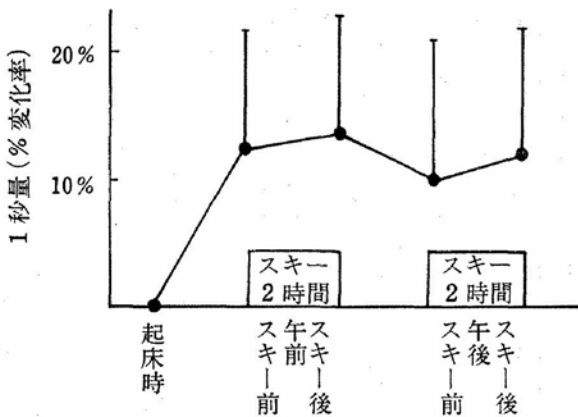 1秒量(%変化率)
20%
10%
スキー
2時間
スキー
2時間
起床時
スキー前
午前
スキー後
スキー前
午後
スキー後